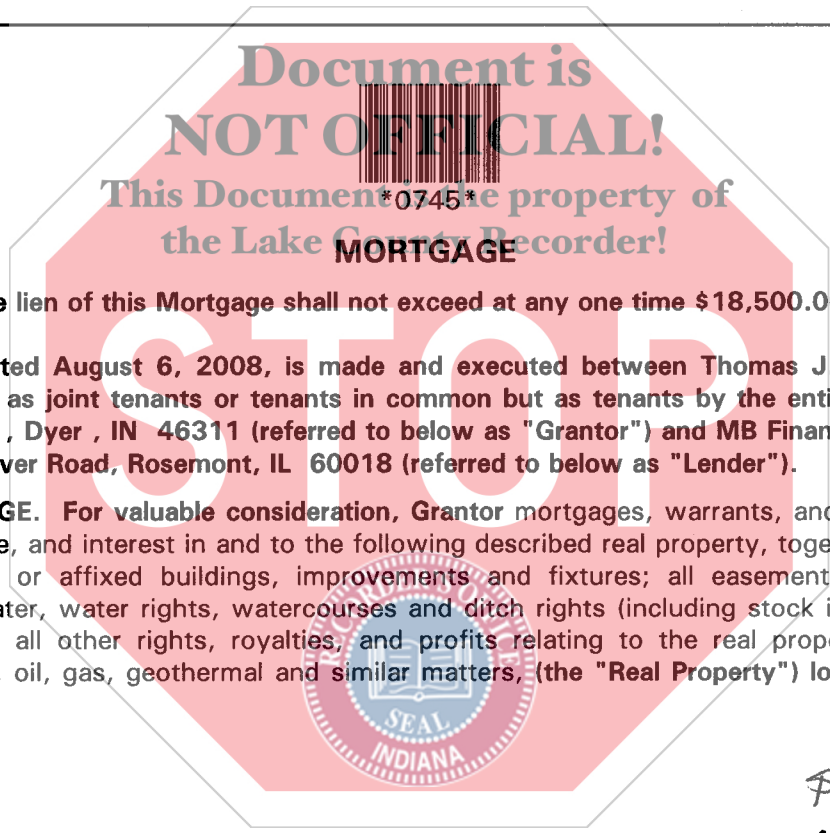 Document is
NOT OFFICIAL!
This Document is the property of
the Lake County Recorder!
*0745*
MORTGAGE
e lien of this Mortgage shall not exceed at any one time $18,500.0
ted August 6, 2008, is made and executed between Thomas J
as joint tenants or tenants in common but as tenants by the enti
, Dyer , IN 46311 (referred to below as "Grantor") and MB Finan
ver Road, Rosemont, IL 60018 (referred to below as "Lender").
GE. For valuable consideration, Grantor mortgages, warrants, and
e, and interest in and to the following described real property, toge
or affixed buildings, improvements and fixtures; all easement
ater, water rights, watercourses and ditch rights (including stock i
all other rights, royalties, and profits relating to the real prope
oil, gas, geothermal and similar matters, (the "Real Property") lo
STOP
RECORDER'S OFFICE
SEAL
INDIANA